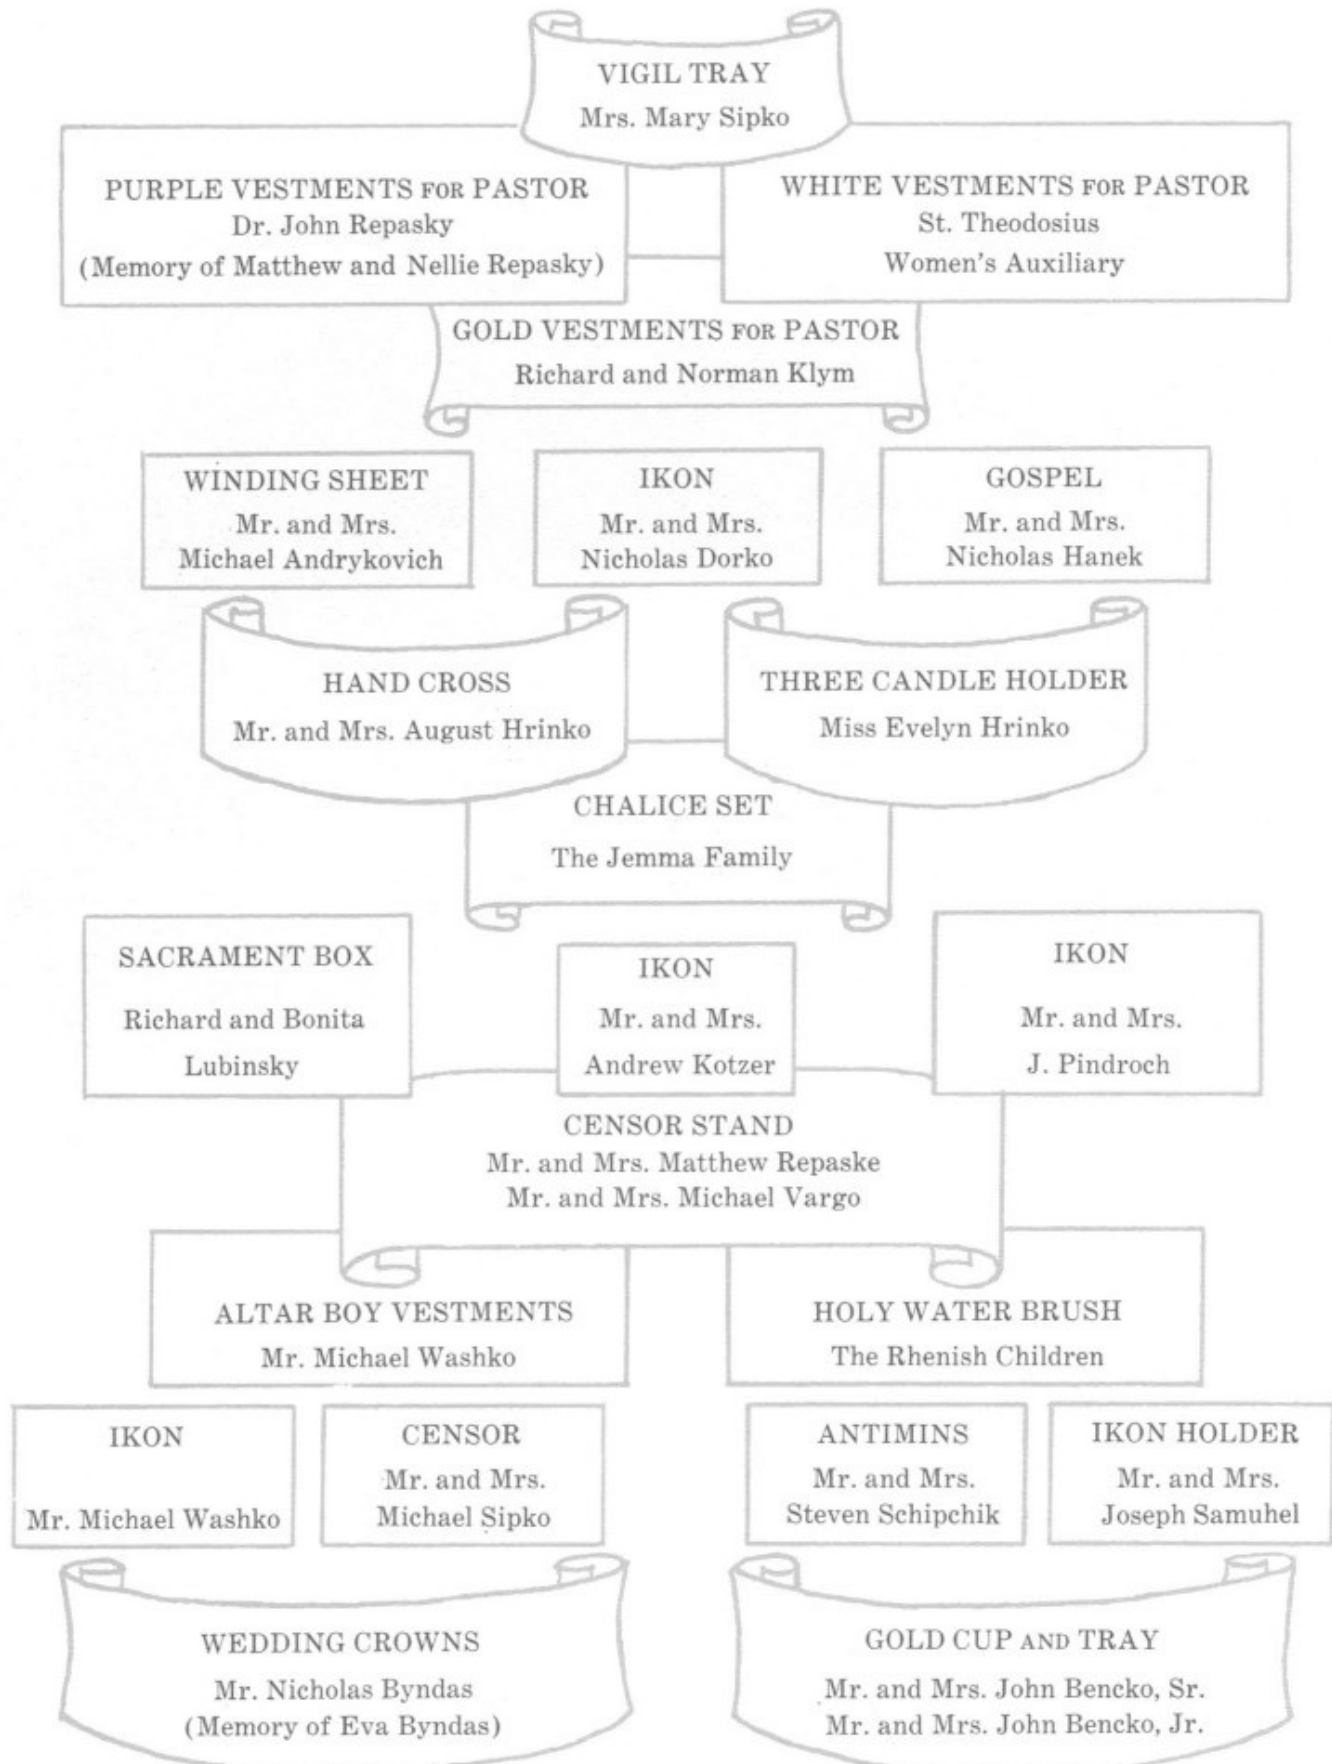 VIGIL TRAY
Mrs. Mary Sipko
PURPLE VESTMENTS FOR PASTOR
Dr. John Repasky
(Memory of Matthew and Nellie Repasky)
WHITE VESTMENTS FOR PASTOR
St. Theodosius
Women's Auxiliary
GOLD VESTMENTS FOR PASTOR
Richard and Norman Klym
WINDING SHEET
Mr. and Mrs.
Michael Andrykovich
IKON
Mr. and Mrs.
Nicholas Dorko
GOSPEL
Mr. and Mrs.
Nicholas Hanek
HAND CROSS
Mr. and Mrs. August Hrinko
THREE CANDLE HOLDER
Miss Evelyn Hrinko
CHALICE SET
The Jemma Family
SACRAMENT BOX
Richard and Bonita
Lubinsky
IKON
Mr. and Mrs.
Andrew Kotzer
IKON
Mr. and Mrs.
J. Pindroch
CENSOR STAND
Mr. and Mrs. Matthew Repaske
Mr. and Mrs. Michael Vargo
ALTAR BOY VESTMENTS
Mr. Michael Washko
HOLY WATER BRUSH
The Rhenish Children
IKON
Mr. Michael Washko
CENSOR
Mr. and Mrs.
Michael Sipko
ANTIMINS
Mr. and Mrs.
Steven Schipchik
IKON HOLDER
Mr. and Mrs.
Joseph Samuhel
WEDDING CROWNS
Mr. Nicholas Byndas
(Memory of Eva Byndas)
GOLD CUP AND TRAY
Mr. and Mrs. John Bencko, Sr.
Mr. and Mrs. John Bencko, Jr.